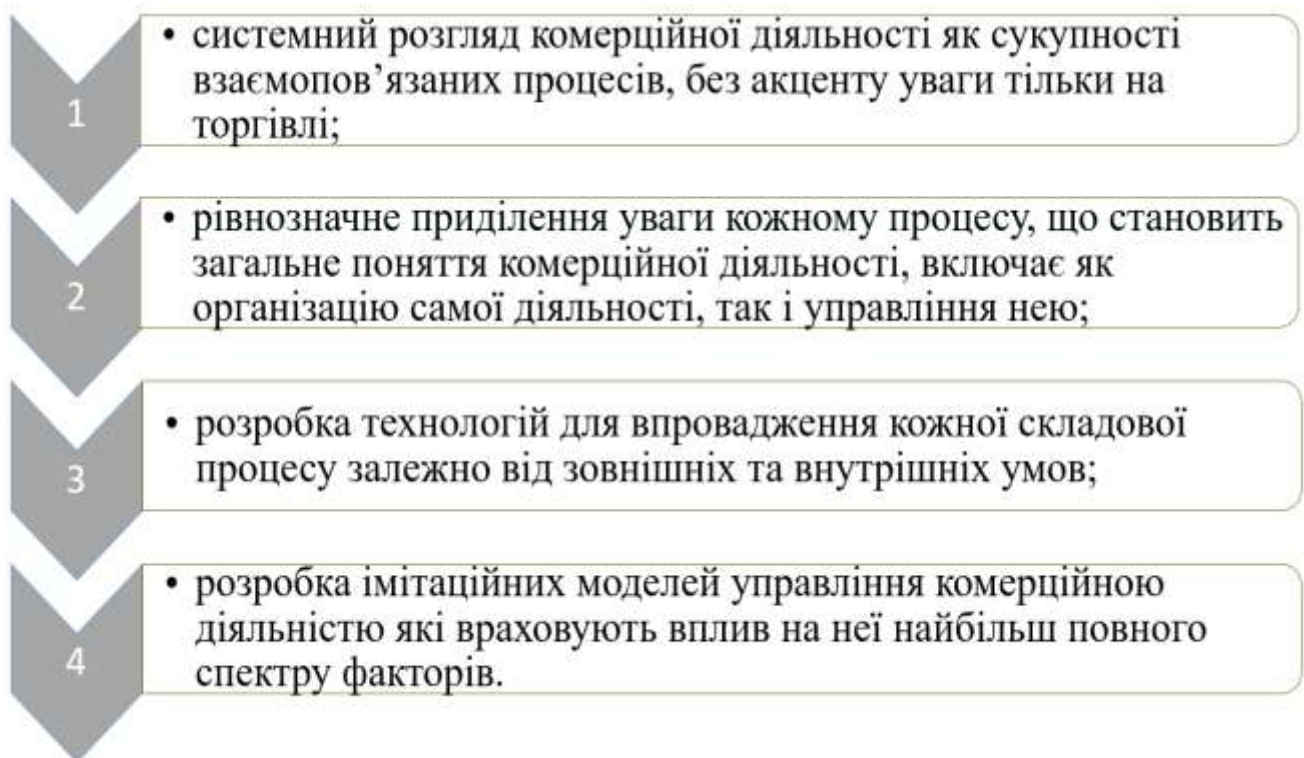 1
• системний розгляд комерційної діяльності як сукупності
взаємопов’язаних процесів, без акценту уваги тільки на
торгівлі;
2
• рівнозначне приділення уваги кожному процесу, що становить
загальне поняття комерційної діяльності, включає як
організацію самої діяльності, так і управління нею;
3
• розробка технологій для впровадження кожної складової
процесу залежно від зовнішніх та внутрішніх умов;
4
• розробка імітаційних моделей управління комерційною
діяльністю які враховують вплив на неї найбільш повного
спектру факторів.